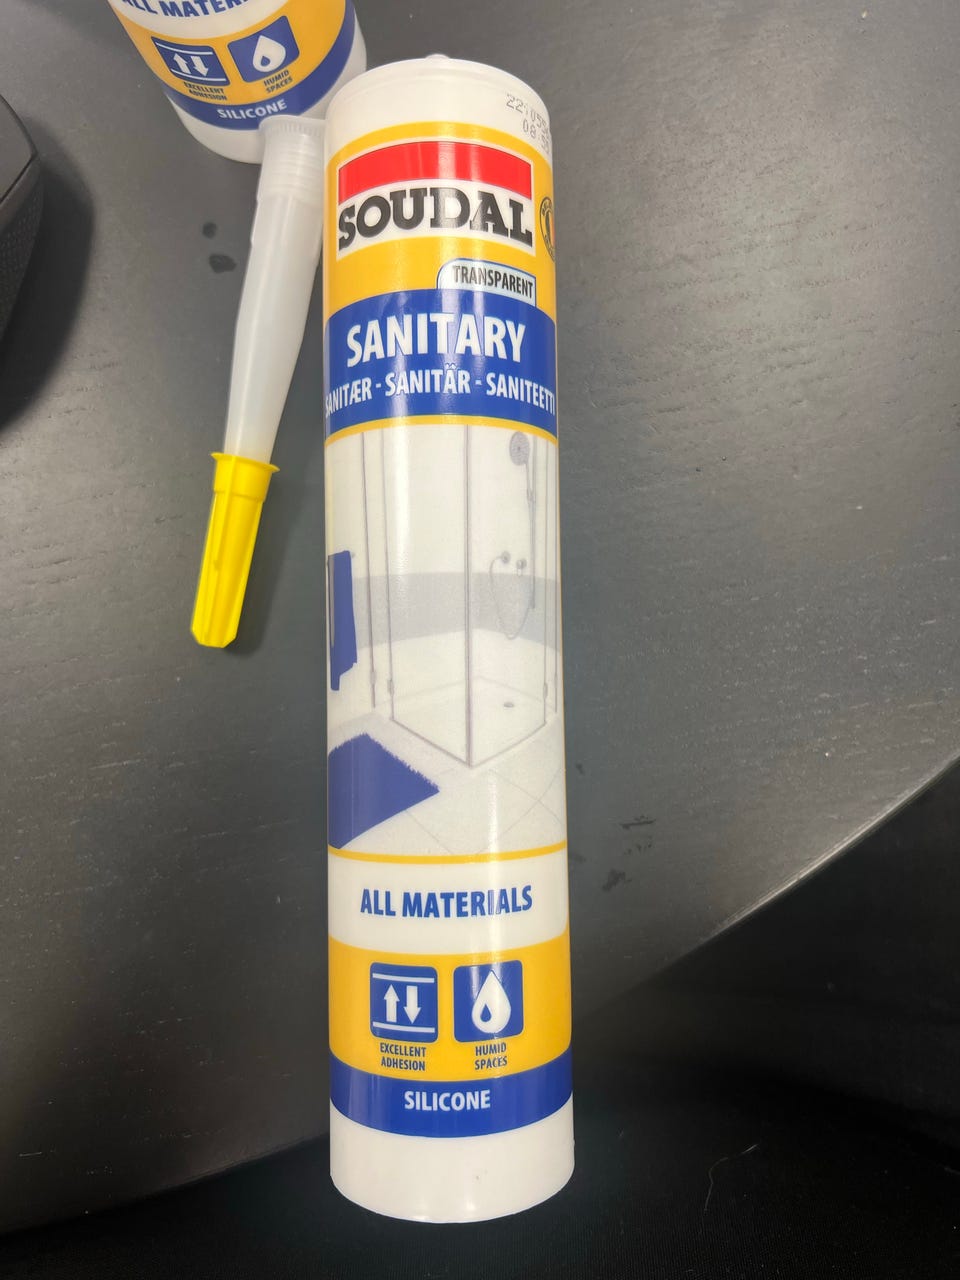 ALL MATER
EXCELLENT
ADHESION
HUMID
SPACES
SILICONE
SOUDAL
TRANSPARENT
SANITARY
SANITÆR - SANITÄR - SANITEETTI
ALL MATERIALS
EXCELLENT
ADHESION
HUMID
SPACES
SILICONE